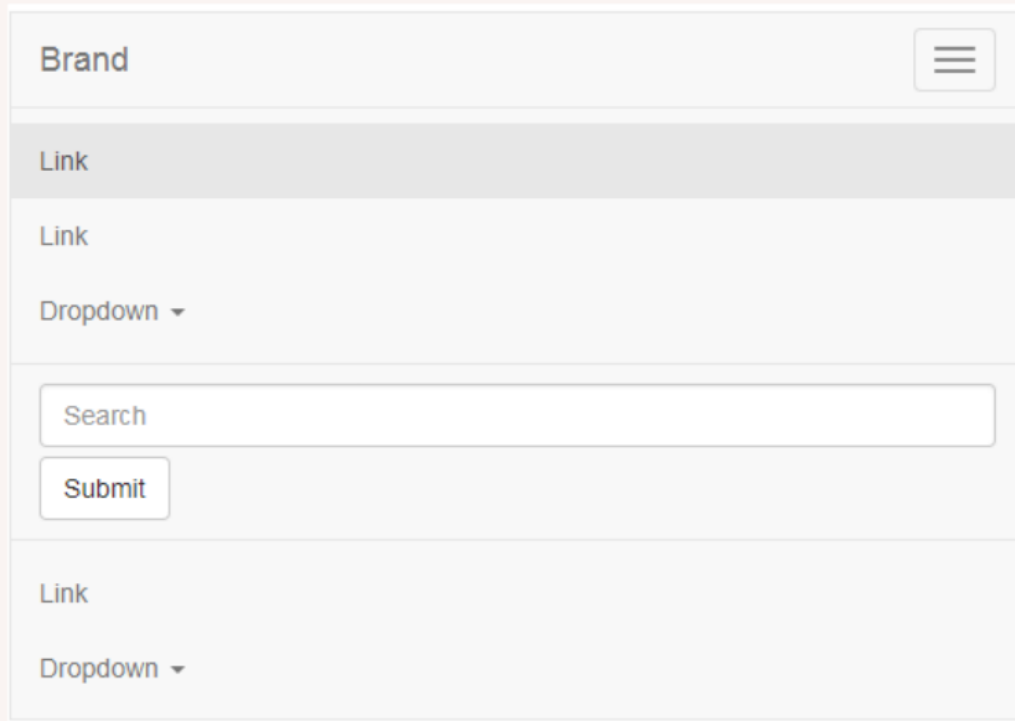 Brand
Link
Link
Dropdown
Search
Submit
Link
Dropdown